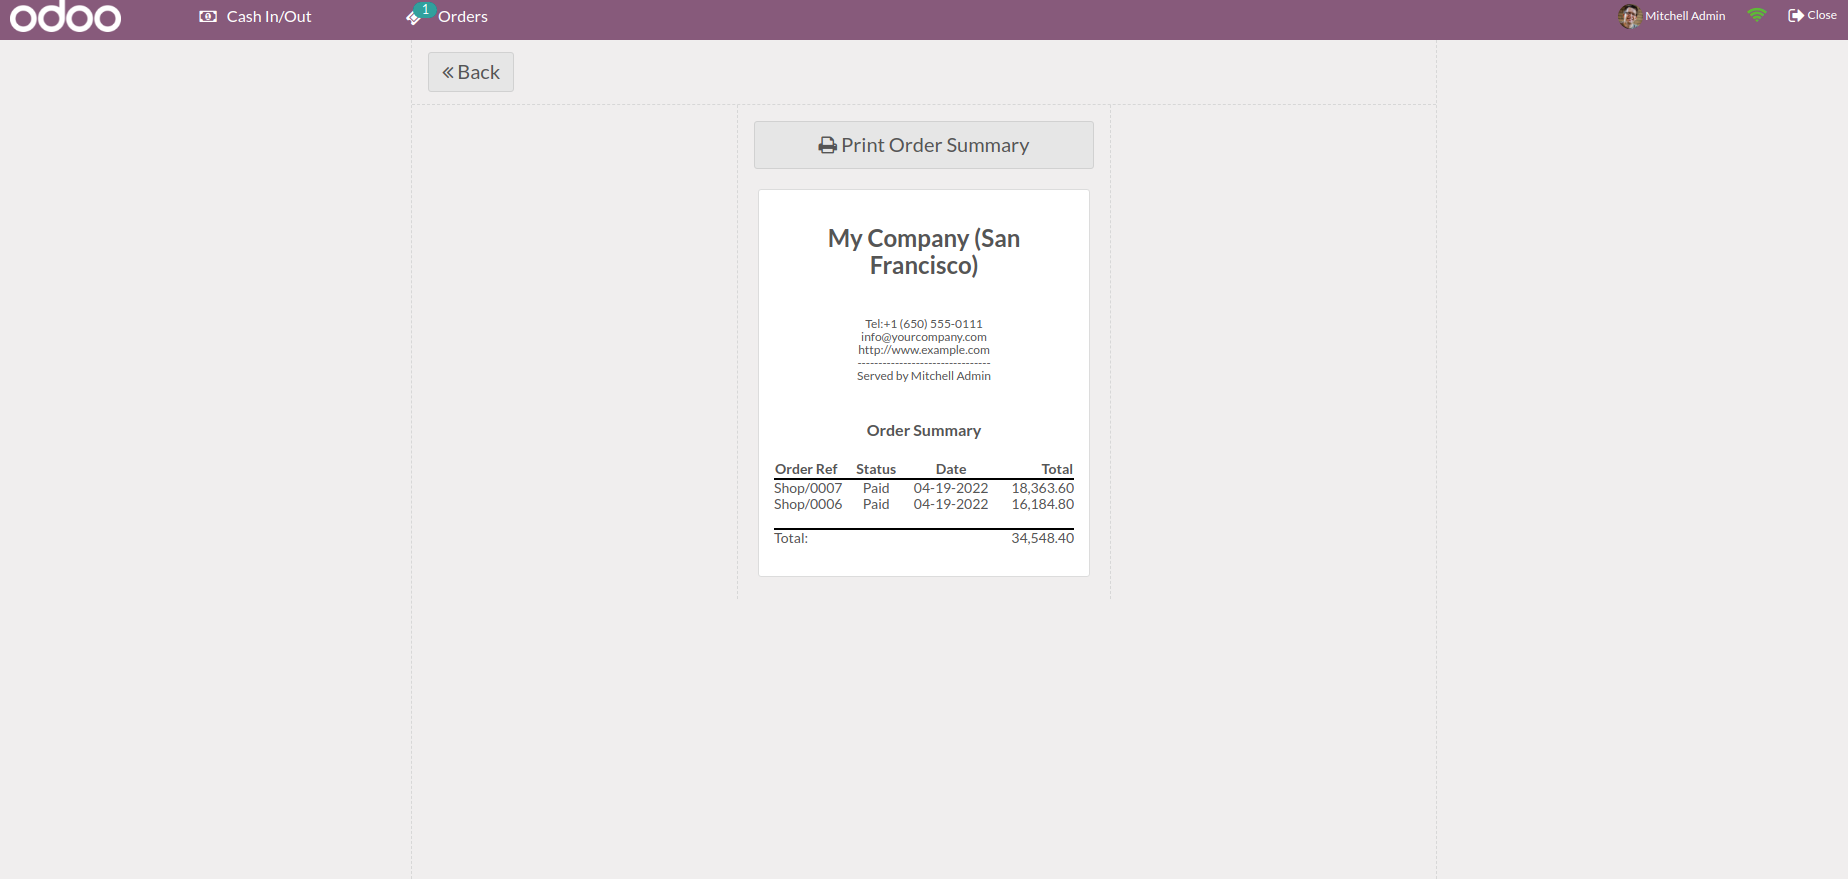 odoo Cash In/Out 1 Orders Mitchell Admin Close
Back
Print Order Summary
My Company (San
Francisco)
Tel:+1 (650) 555-0111
info@yourcompany.com
http://www.example.com
--------------------------------
Served by Mitchell Admin
Order Summary
Order Ref Status Date Total
Shop/0007 Paid 04-19-2022 18,363.60
Shop/0006 Paid 04-19-2022 16,184.80
Total: 34,548.40